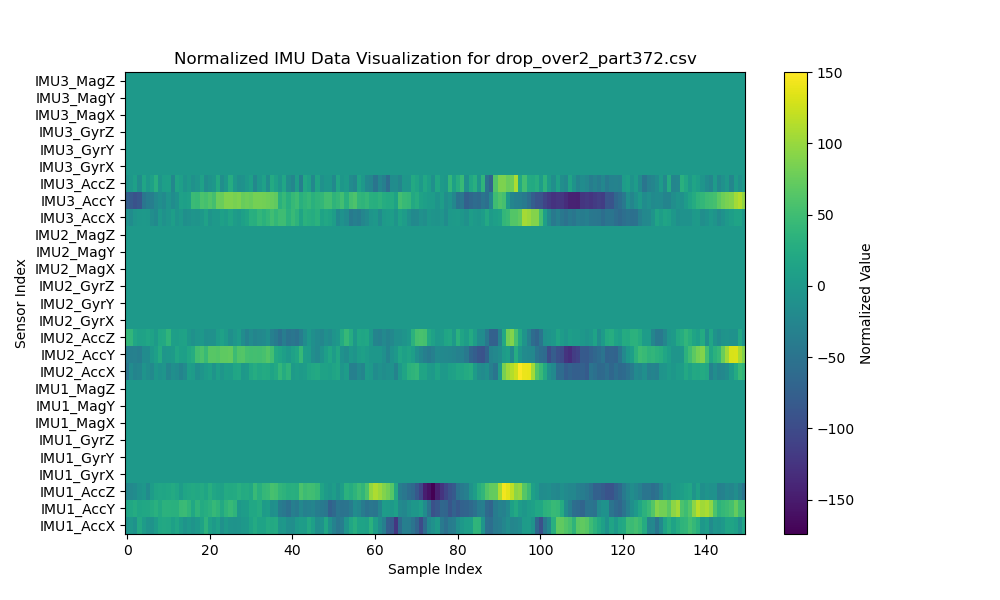 Normalized IMU Data Visualization for drop_over2_part372.csv
IMU3_MagZ
IMU3_MagY
IMU3_MagX
IMU3_GyrZ
IMU3_GyrY
IMU3_GyrX
IMU3_AccZ
IMU3_AccY
IMU3_AccX
IMU2_MagZ
IMU2_MagY
IMU2_MagX
IMU2_GyrZ
IMU2_GyrY
IMU2_GyrX
IMU2_AccZ
IMU2_AccY
IMU2_AccX
IMU1_MagZ
IMU1_MagY
IMU1_MagX
IMU1_GyrZ
IMU1_GyrY
IMU1_GyrX
IMU1_AccZ
IMU1_AccY
IMU1_AccX
Sensor Index
0 20 40 60 80 100 120 140
Sample Index
150
100
50
0
−50
−100
−150
Normalized Value